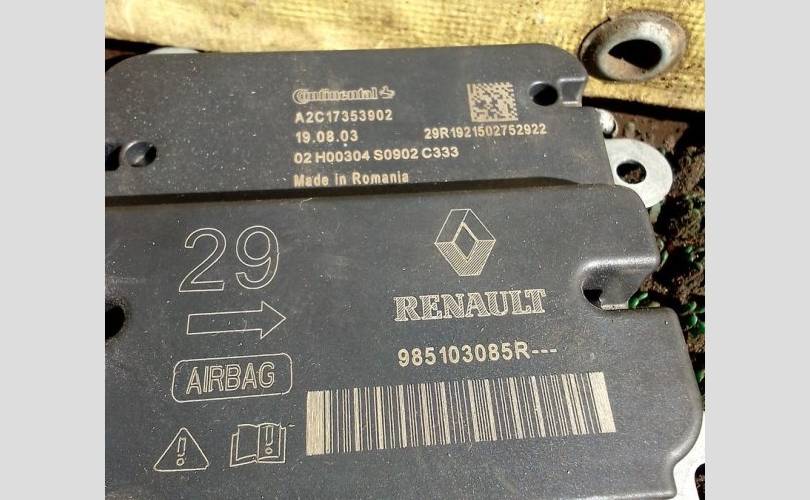 Continental
A2C17353902
19.08.03 29R1921502752922
02 H00304 S0902 C333
Made in Romania
29
RENAULT
985103085R---
AIRBAG